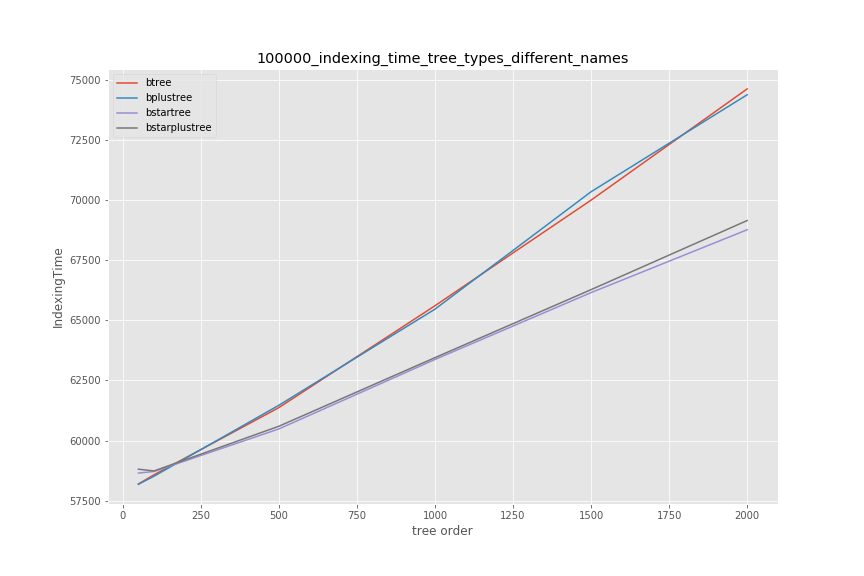 100000_indexing_time_tree_types_different_names
btree
bplustree
bstartree
bstarplustree
IndexingTime
75000
72500
70000
67500
65000
62500
60000
57500
0 250 500 750 1000 1250 1500 1750 2000
tree order